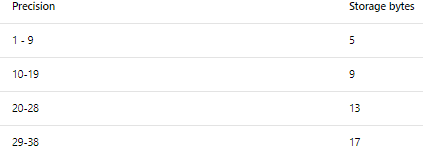 Precision Storage bytes
1 - 9 5
10-19 9
20-28 13
29-38 17